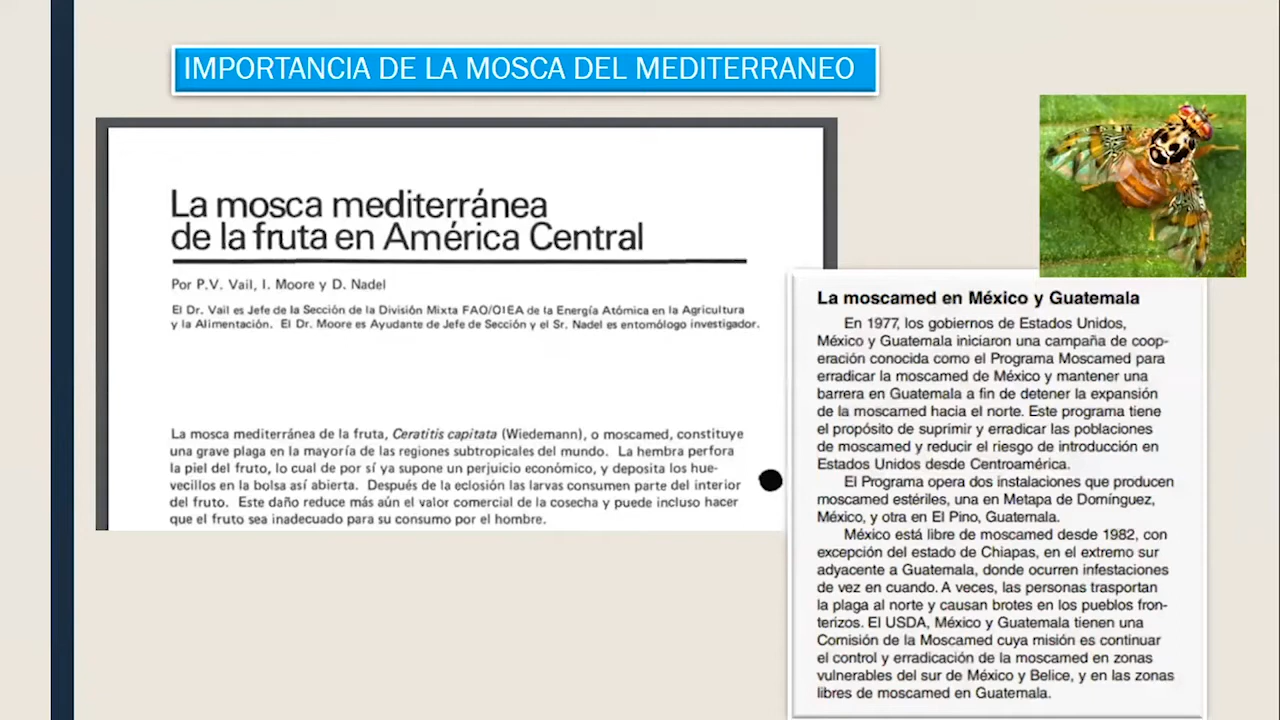 IMPORTANCIA DE LA MOSCA DEL MEDITERRANEO
La mosca mediterránea
de la fruta en América Central
Por P.V. Vail, I. Moore y D. Nadel
El Dr. Vail es Jefe de la Sección de la División Mixta FAO/OIEA de la Energía Atómica en la Agricultura
y la Alimentación. El Dr. Moore es Ayudante de Jefe de Sección y el Sr. Nadel es entomólogo investigador.
La mosca mediterránea de la fruta, Ceratitis capitata (Wiedemann), o moscamed, constituye
una grave plaga en la mayoría de las regiones subtropicales del mundo. La hembra perfora
la piel del fruto, lo cual de por sí ya supone un perjuicio económico, y deposita los hue-
vecillos en la bolsa así abierta. Después de la eclosión las larvas consumen parte del interior
del fruto. Este daño reduce más aún el valor comercial de la cosecha y puede incluso hacer
que el fruto sea inadecuado para su consumo por el hombre.
La moscamed en México y Guatemala
En 1977, los gobiernos de Estados Unidos,
México y Guatemala iniciaron una campaña de coop-
eración conocida como el Programa Moscamed para
erradicar la moscamed de México y mantener una
barrera en Guatemala a fin de detener la expansión
de la moscamed hacia el norte. Este programa tiene
el propósito de suprimir y erradicar las poblaciones
de moscamed y reducir el riesgo de introducción en
Estados Unidos desde Centroamérica.
El Programa opera dos instalaciones que producen
moscamed estériles, una en Metapa de Domínguez,
México, y otra en El Pino, Guatemala.
México está libre de moscamed desde 1982, con
excepción del estado de Chiapas, en el extremo sur
adyacente a Guatemala, donde ocurren infestaciones
de vez en cuando. A veces, las personas trasportan
la plaga al norte y causan brotes en los pueblos fron-
terizos. El USDA, México y Guatemala tienen una
Comisión de la Moscamed cuya misión es continuar
el control y erradicación de la moscamed en zonas
vulnerables del sur de México y Belice, y en las zonas
libres de moscamed en Guatemala.